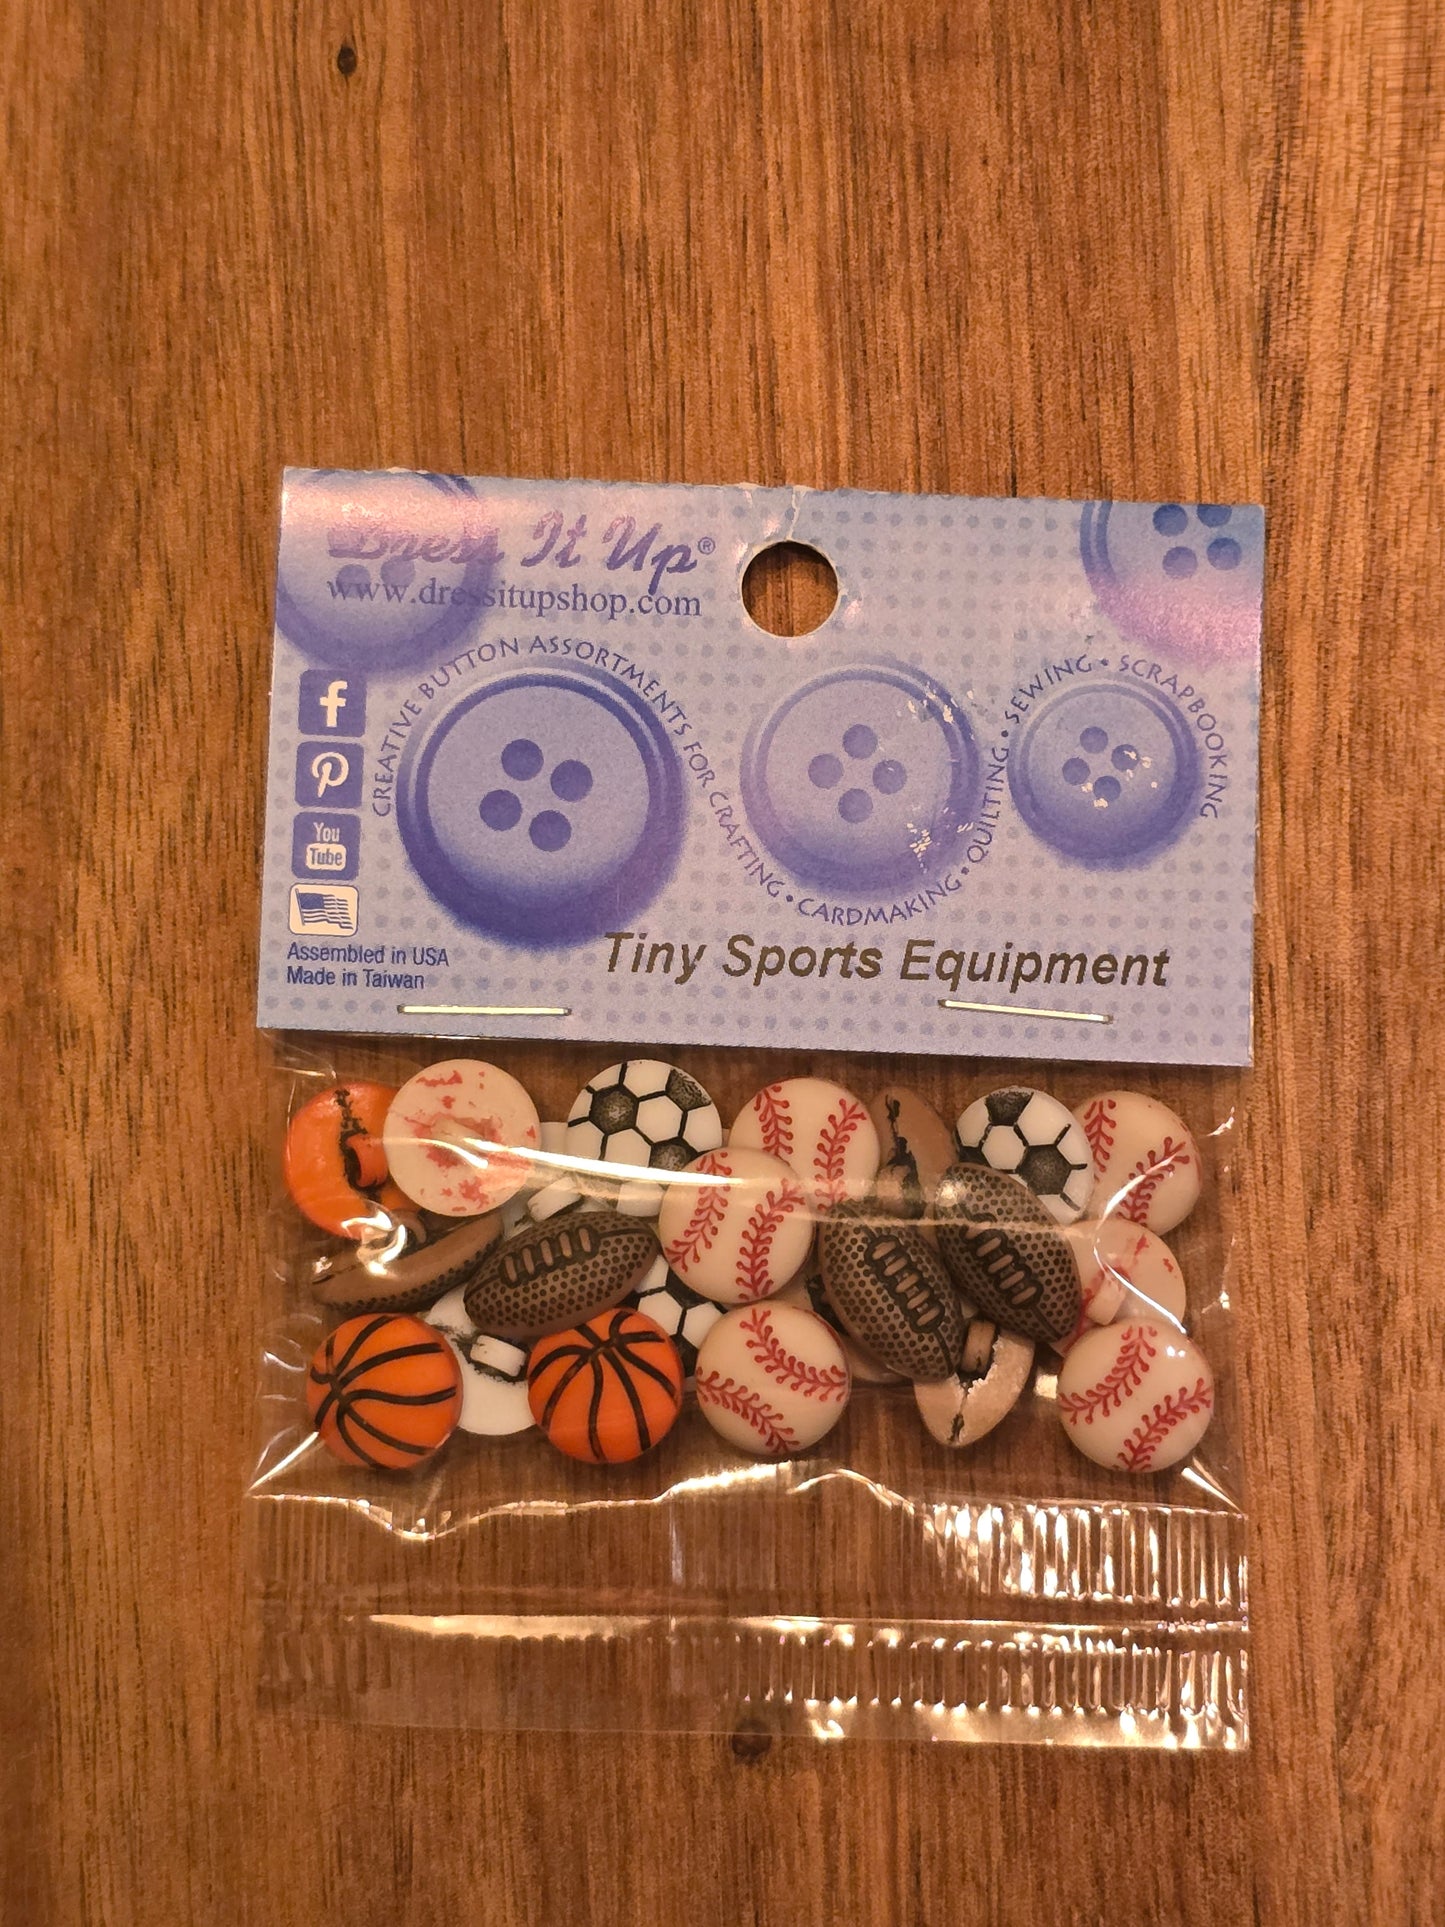 Dress It Up®
www.dressitupshop.com
CREATIVE BUTTON ASSORTMENTS FOR CRAFTING • CARDMAKING • QUILTING • SEWING • SCRAPBOOKING
f
P
You
Tube
Assembled in USA
Made in Taiwan
Tiny Sports Equipment